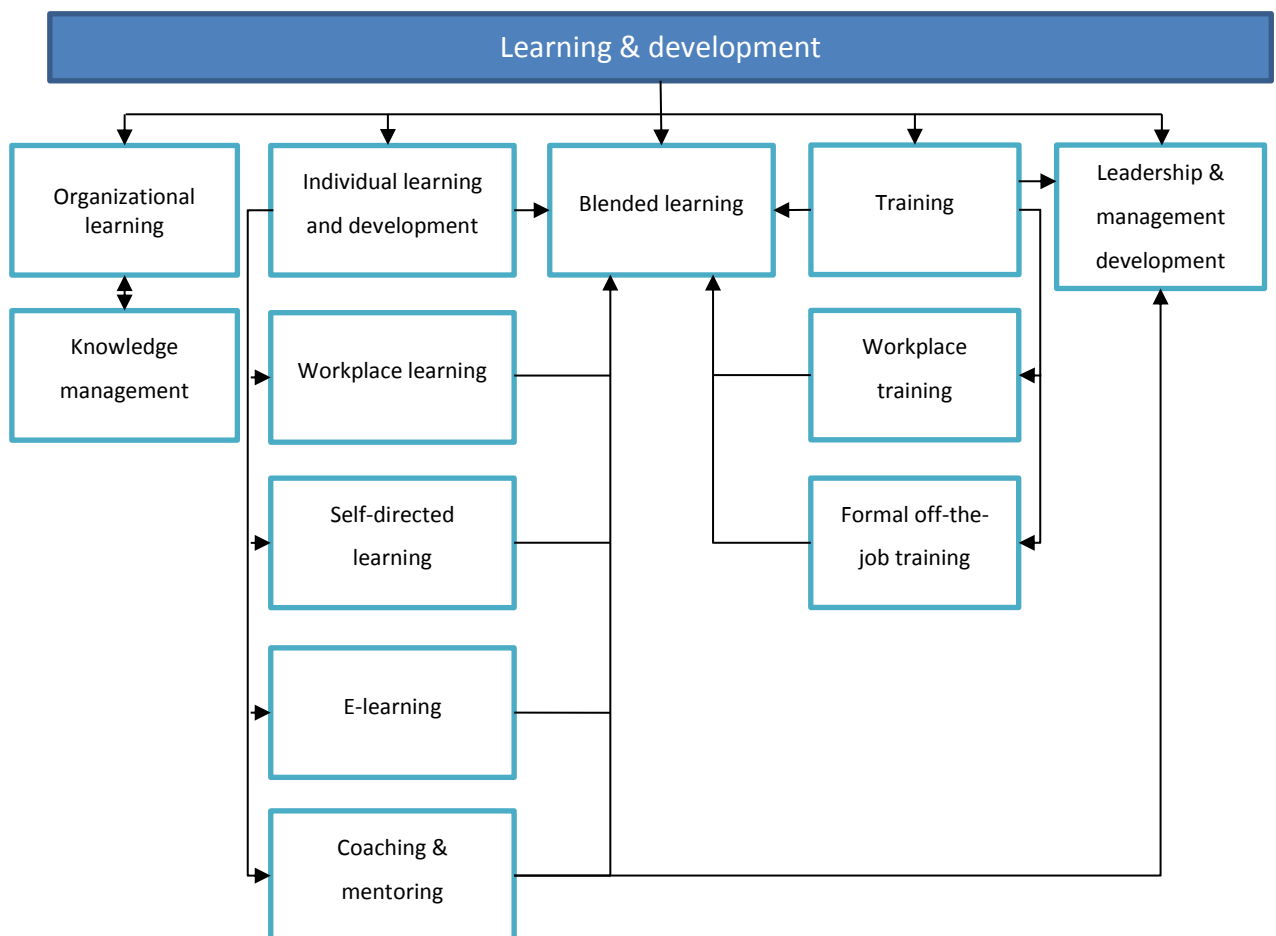 Learning & development
Organizational
learning
Individual learning
and development
Blended learning
Training
Leadership &
management
development
Knowledge
management
Workplace learning
Workplace
training
Self-directed
learning
Formal off-the-
job training
E-learning
Coaching &
mentoring